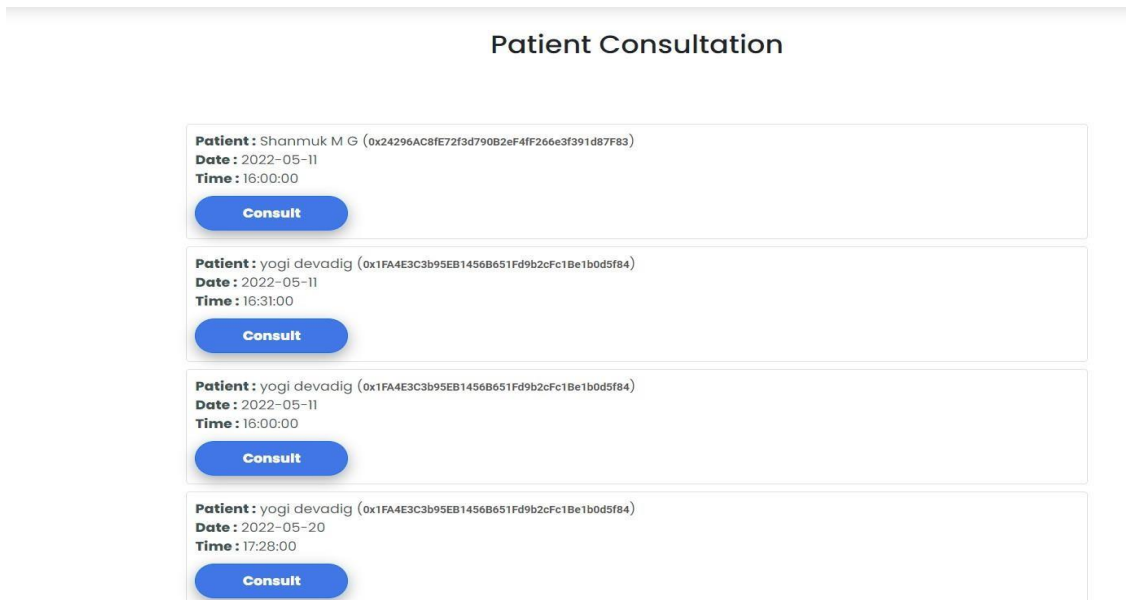 Patient Consultation
Patient : Shanmuk M G (0x24296AC8fE72f3d790B2eF4fF266e3f391d87F83)
Date : 2022-05-11
Time : 16:00:00
Consult
Patient : yogi devadig (0x1FA4E3C3b95EB1456B651Fd9b2cFc1Be1b0d5f84)
Date : 2022-05-11
Time : 16:31:00
Consult
Patient : yogi devadig (0x1FA4E3C3b95EB1456B651Fd9b2cFc1Be1b0d5f84)
Date : 2022-05-11
Time : 16:00:00
Consult
Patient : yogi devadig (0x1FA4E3C3b95EB1456B651Fd9b2cFc1Be1b0d5f84)
Date : 2022-05-20
Time : 17:28:00
Consult